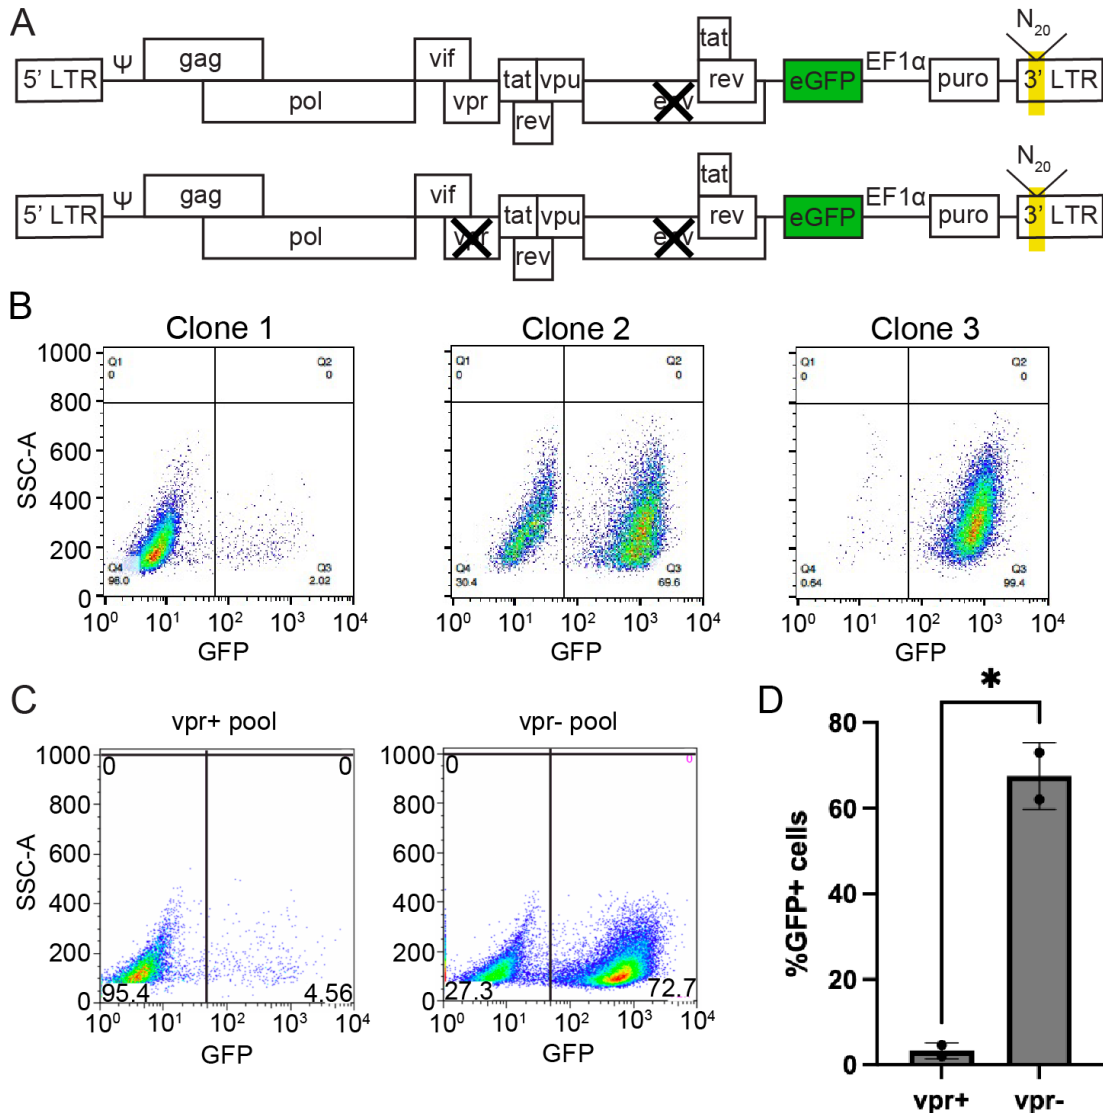 A
N20
5' LTR Ψ gag pol vif vpr tat rev vpu tat rev eGFP EF1α puro 3' LTR
N20
5' LTR Ψ gag pol vif tat rev vpu tat rev eGFP EF1α puro 3' LTR
B
Clone 1 Clone 2 Clone 3
SSC-A
1000
800
600
400
200
0
Q1
0
Q2
0
Q4
98.0
Q3
2.02
10^0 10^1 10^2 10^3 10^4
GFP
Q1
0
Q2
0
Q4
30.4
Q3
69.6
10^0 10^1 10^2 10^3 10^4
GFP
Q1
0
Q2
0
Q4
0.64
Q3
99.4
10^0 10^1 10^2 10^3 10^4
GFP
C
vpr+ pool
SSC-A
1000
800
600
400
200
0
0 0
95.4 4.56
10^0 10^1 10^2 10^3 10^4
GFP
vpr- pool
1000
800
600
400
200
0
0 0
27.3 72.7
10^0 10^1 10^2 10^3 10^4
GFP
D
*
%GFP+ cells
80
60
40
20
0
vpr+ vpr-